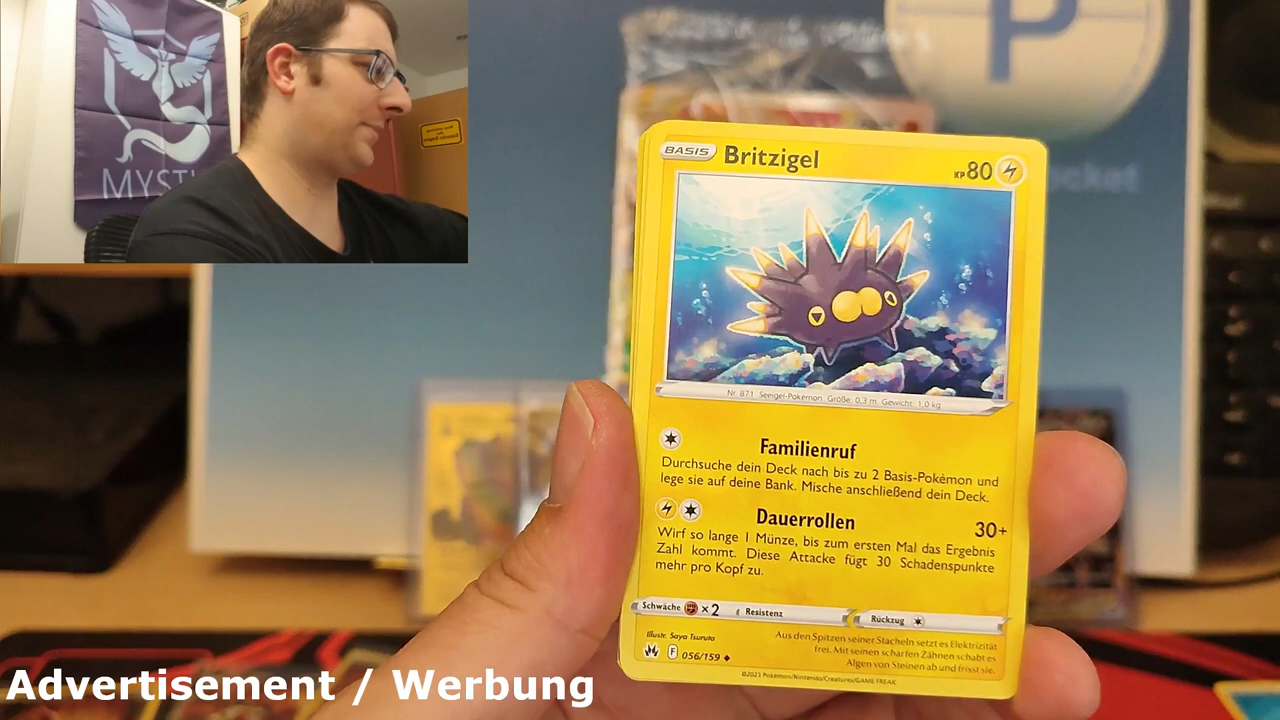 MYST
P
ocket
BASIS Britzigel KP 80
Nr. 871 Seeigel-Pokémon Größe: 0,3 m Gewicht: 1,0 kg
Familienruf
Durchsuche dein Deck nach bis zu 2 Basis-Pokémon und
lege sie auf deine Bank. Mische anschließend dein Deck.
Dauerrollen 30+
Wirf so lange 1 Münze, bis zum ersten Mal das Ergebnis
Zahl kommt. Diese Attacke fügt 30 Schadenspunkte
mehr pro Kopf zu.
Schwäche ×2 Resistenz Rückzug
Illustr. Saya Tsuruta
F 056/159
Aus den Spitzen seiner Stacheln setzt es Elektrizität
frei. Mit seinen scharfen Zähnen schabt es
Algen von Steinen ab und frisst sie.
©2023 Pokémon/Nintendo/Creatures/GAME FREAK
Advertisement / Werbung